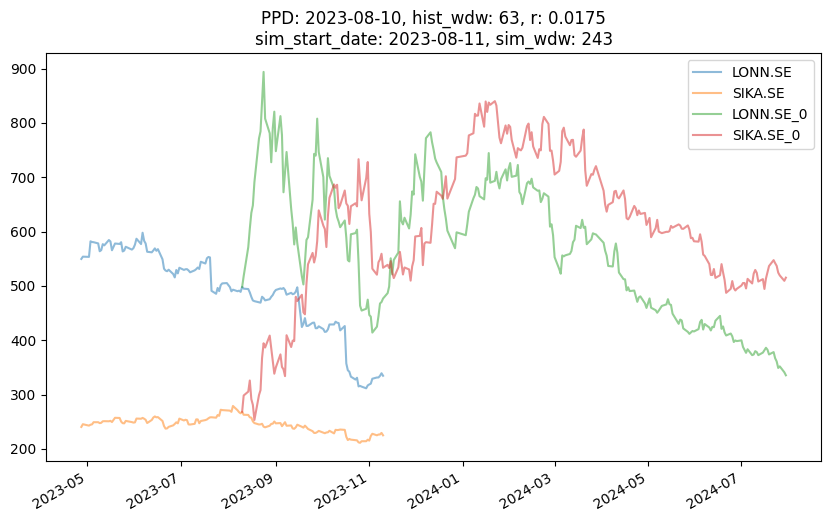 PPD: 2023-08-10, hist_wdw: 63, r: 0.0175
sim_start_date: 2023-08-11, sim_wdw: 243
900
800
700
600
500
400
300
200
LONN.SE
SIKA.SE
LONN.SE_0
SIKA.SE_0
2023-05
2023-07
2023-09
2023-11
2024-01
2024-03
2024-05
2024-07